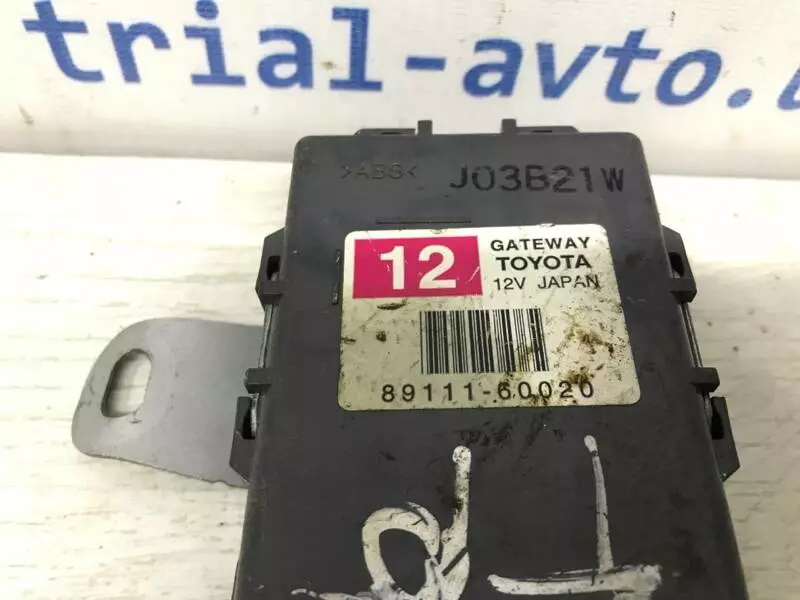 trial-avto.
>ABS<
J03B21W
12
GATEWAY
TOYOTA
12V JAPAN
89111-60020